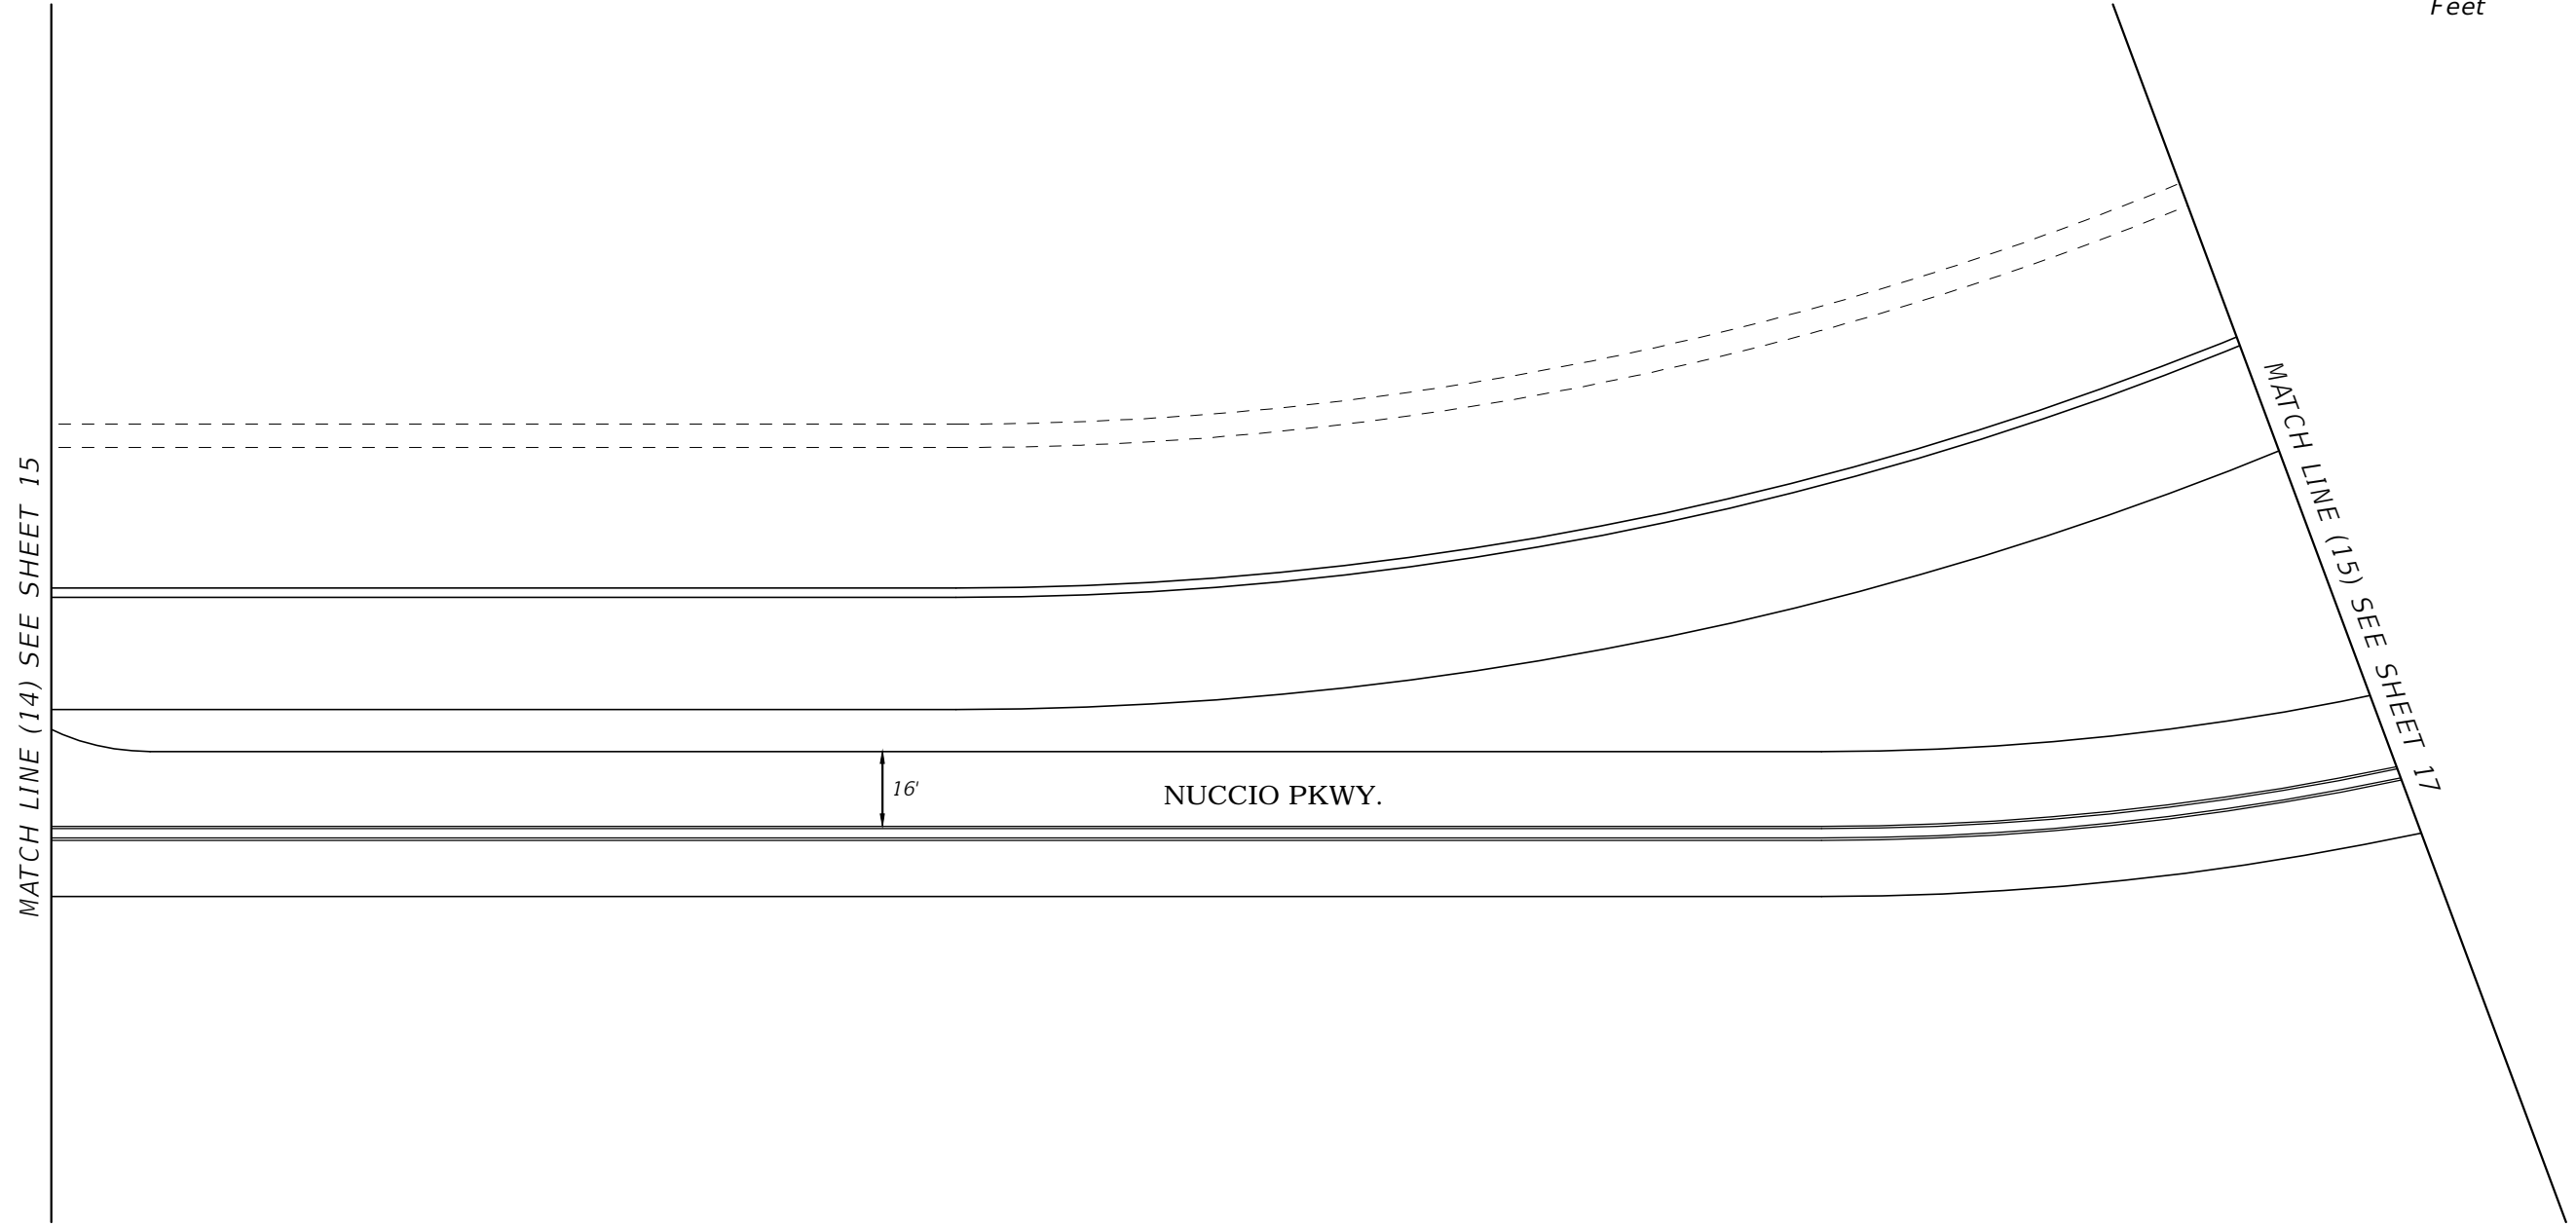 Feet
MATCH LINE (14) SEE SHEET 15
MATCH LINE (15) SEE SHEET 17
16'
NUCCIO PKWY.